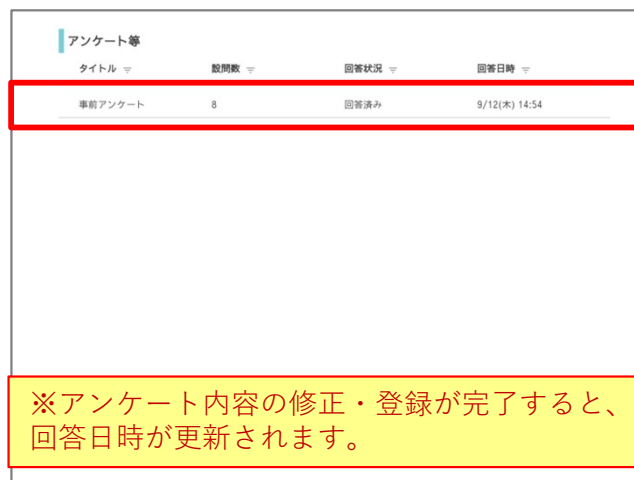 アンケート等
タイトル 設問数 回答状況 回答日時
事前アンケート 8 回答済み 9/12(木) 14:54
※アンケート内容の修正・登録が完了すると、
回答日時が更新されます。